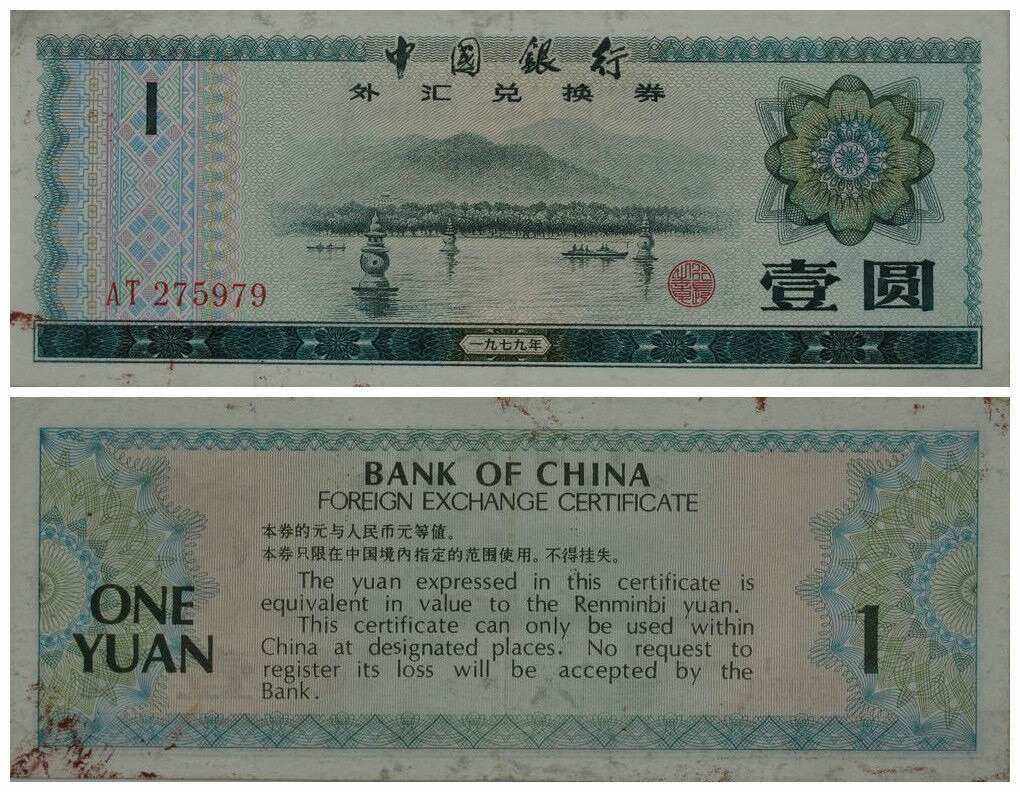 中國銀行
外汇兑换券
1
AT 275979
壹圆
一九七九年
BANK OF CHINA
FOREIGN EXCHANGE CERTIFICATE
本券的元与人民币元等值。
本券只限在中国境内指定的范围使用。不得挂失。
The yuan expressed in this certificate is
equivalent in value to the Renminbi yuan.
This certificate can only be used within
China at designated places. No request to
register its loss will be accepted by the
Bank.
ONE
YUAN
1